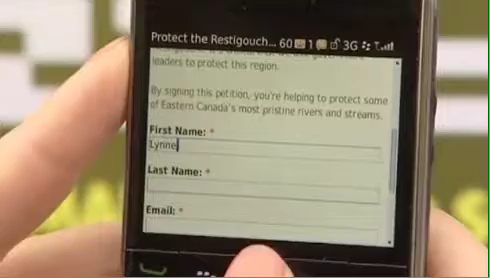 Protect the Restigouch... 60 1 3G
leaders to protect this region.
By signing this petition, you're helping to protect some
of Eastern Canada's most pristine rivers and streams.
First Name: *
Lynne
Last Name: *
Email: *